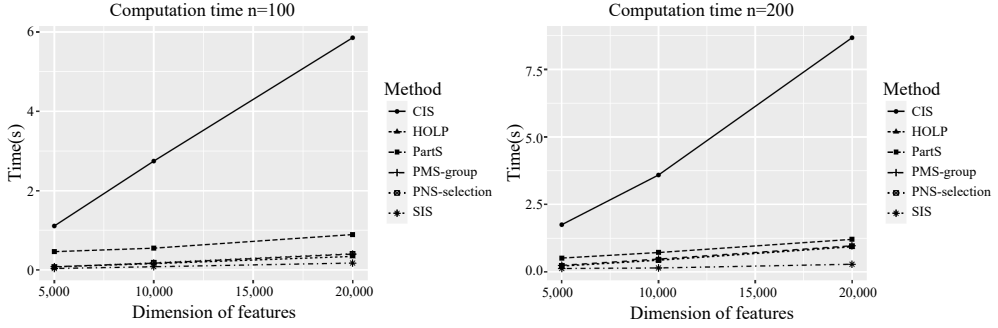 Computation time n=100
Time(s)
6
4
2
0
5,000
10,000
15,000
20,000
Dimension of features
Method
CIS
HOLP
PartS
PMS-group
PNS-selection
SIS
Computation time n=200
Time(s)
7.5
5.0
2.5
0.0
5,000
10,000
15,000
20,000
Dimension of features
Method
CIS
HOLP
PartS
PMS-group
PNS-selection
SIS